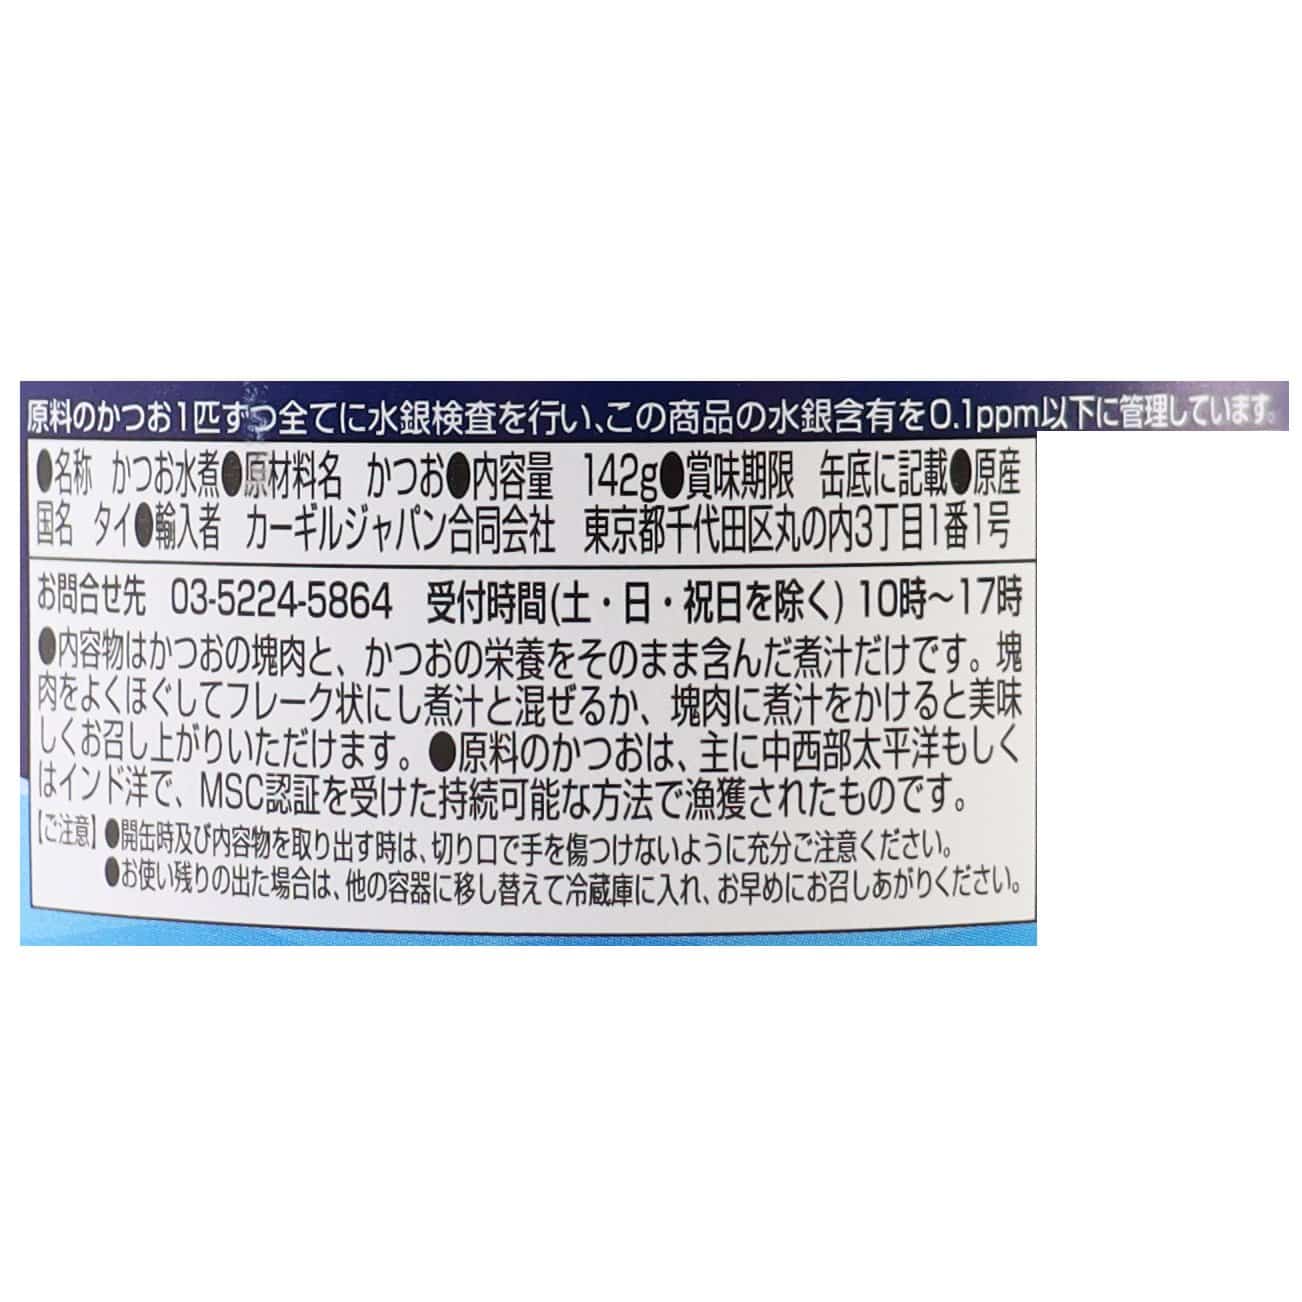 原料のかつお1匹ずつ全てに水銀検査を行い、この商品の水銀含有を0.1ppm以下に管理しています。
●名称　かつお水煮●原材料名　かつお●内容量　142g●賞味期限　缶底に記載●原産
国名　タイ●輸入者　カーギルジャパン合同会社　東京都千代田区丸の内3丁目1番1号
お問合せ先　03-5224-5864　受付時間(土・日・祝日を除く) 10時～17時
●内容物はかつおの塊肉と、かつおの栄養をそのまま含んだ煮汁だけです。塊
肉をよくほぐしてフレーク状にし煮汁と混ぜるか、塊肉に煮汁をかけると美味
しくお召し上がりいただけます。●原料のかつおは、主に中西部太平洋もしく
はインド洋で、MSC認証を受けた持続可能な方法で漁獲されたものです。
【ご注意】●開缶時及び内容物を取り出す時は、切り口で手を傷つけないように充分ご注意ください。
●お使い残りの出た場合は、他の容器に移し替えて冷蔵庫に入れ、お早めにお召しあがりください。